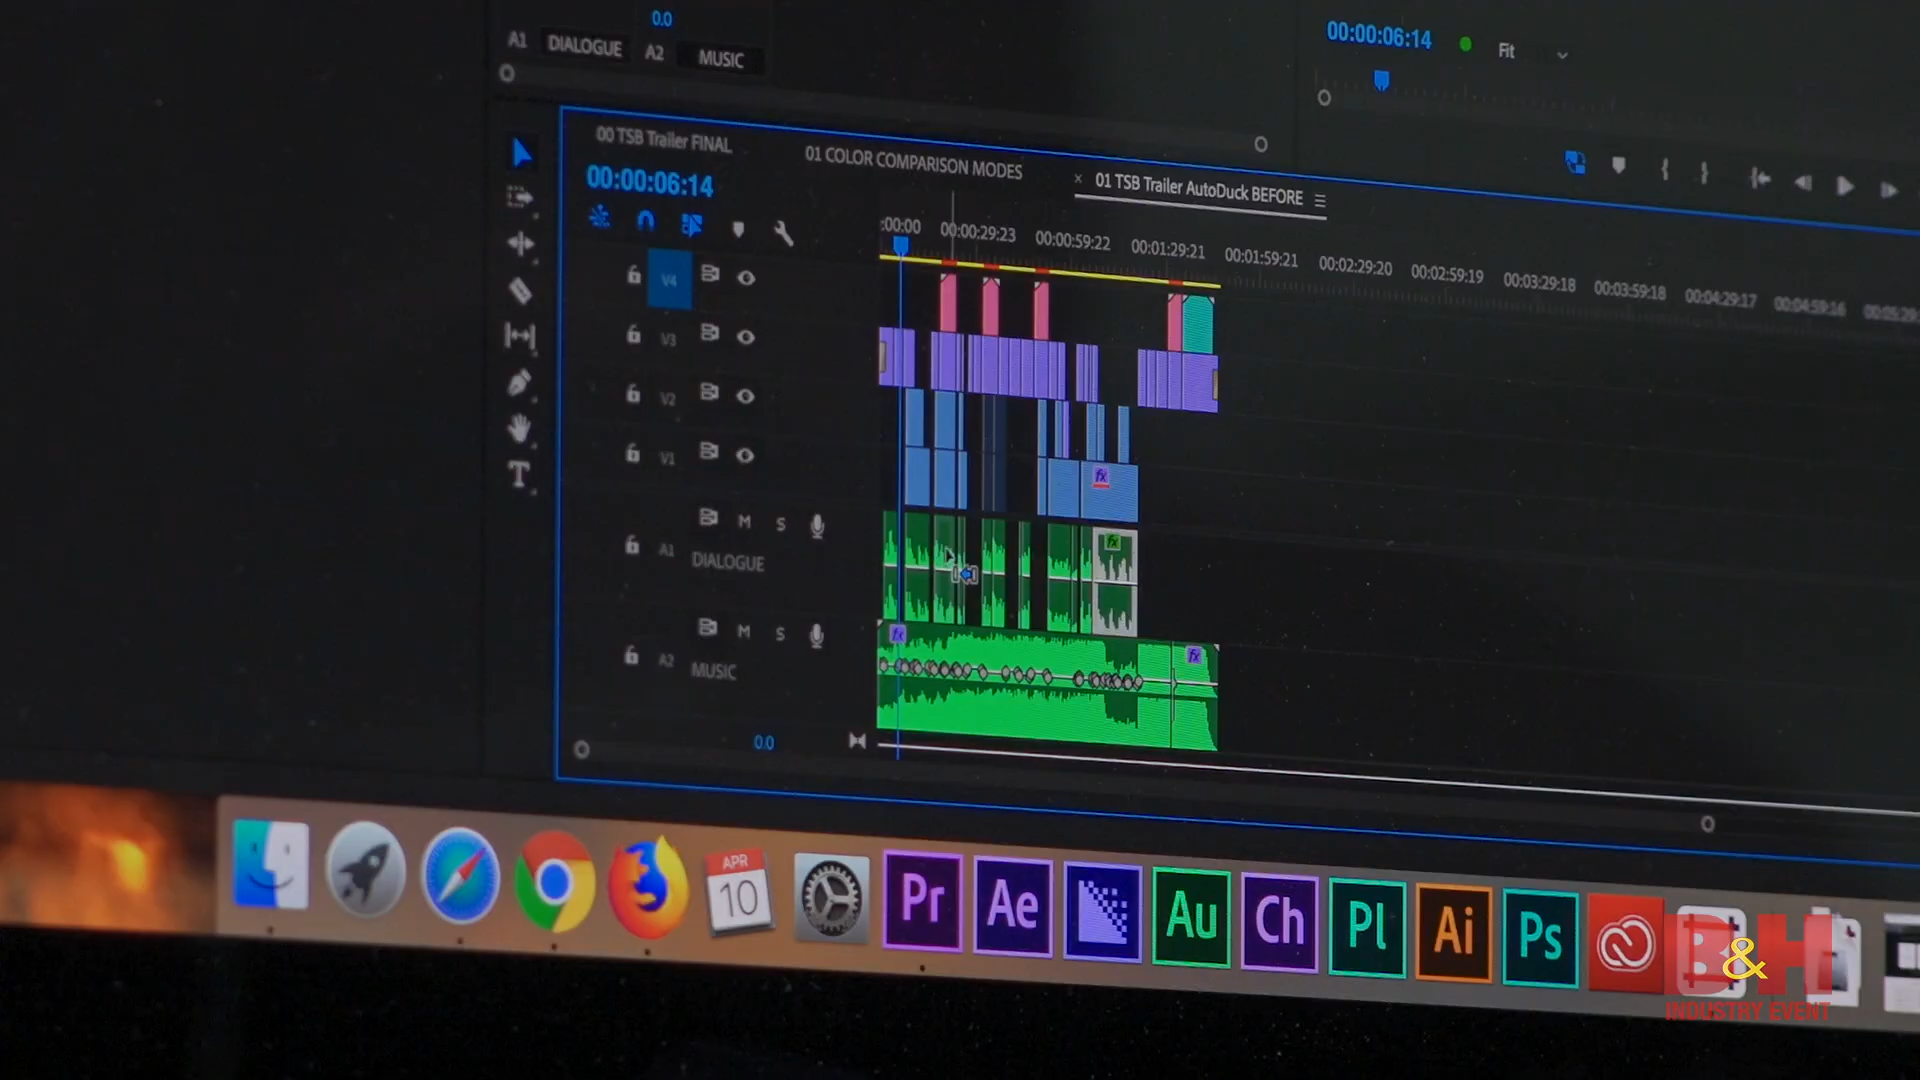 0.0
A1 DIALOGUE A2 MUSIC
00:00:06:14 Fit
00 TSB Trailer FINAL 01 COLOR COMPARISON MODES × 01 TSB Trailer AutoDuck BEFORE
00:00:06:14
:00:00 00:00:29:23 00:00:59:22 00:01:29:21 00:01:59:21 00:02:29:20 00:02:59:19 00:03:29:18 00:03:59:18 00:04:29:17 00:04:59:16 00:05:29:
V4
V3
V2
V1 fx
T
M S fx
A1 DIALOGUE
M S fx fx
A2 MUSIC
0.0
APR
10
Pr Ae Au Ch Pl Ai Ps
B&H
INDUSTRY EVENT